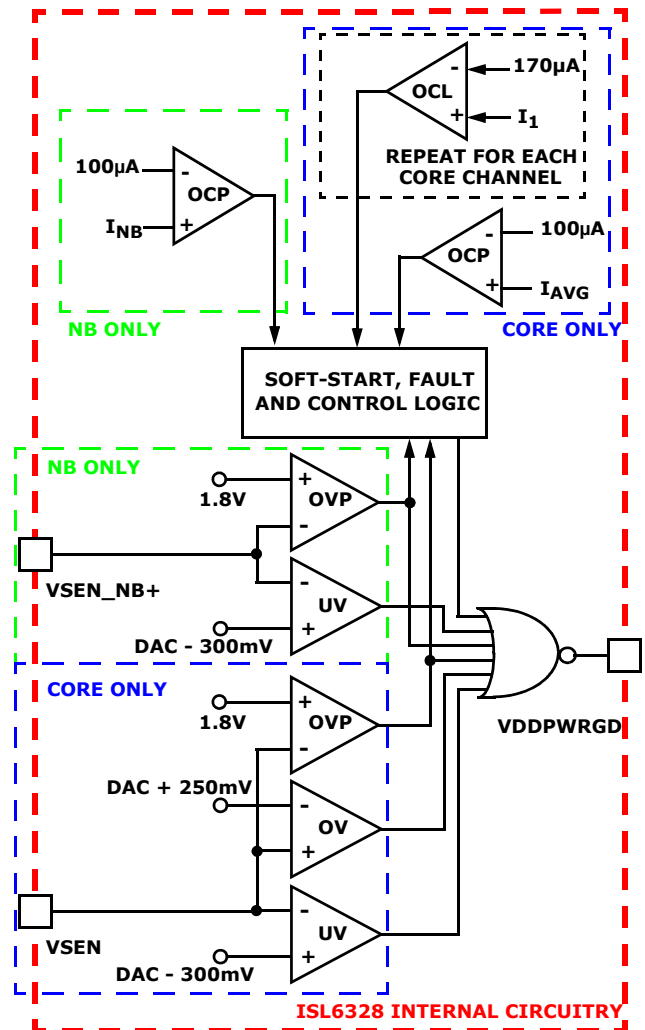 -
170µA
OCL
+
I1
REPEAT FOR EACH
CORE CHANNEL
100µA
-
OCP
INB
+
-
100µA
OCP
+
IAVG
NB ONLY
CORE ONLY
SOFT-START, FAULT
AND CONTROL LOGIC
NB ONLY
+
1.8V
OVP
-
VSEN_NB+
-
UV
+
DAC - 300mV
CORE ONLY
+
1.8V
OVP
-
VDDPWRGD
DAC + 250mV
-
OV
+
-
VSEN
UV
+
DAC - 300mV
ISL6328 INTERNAL CIRCUITRY